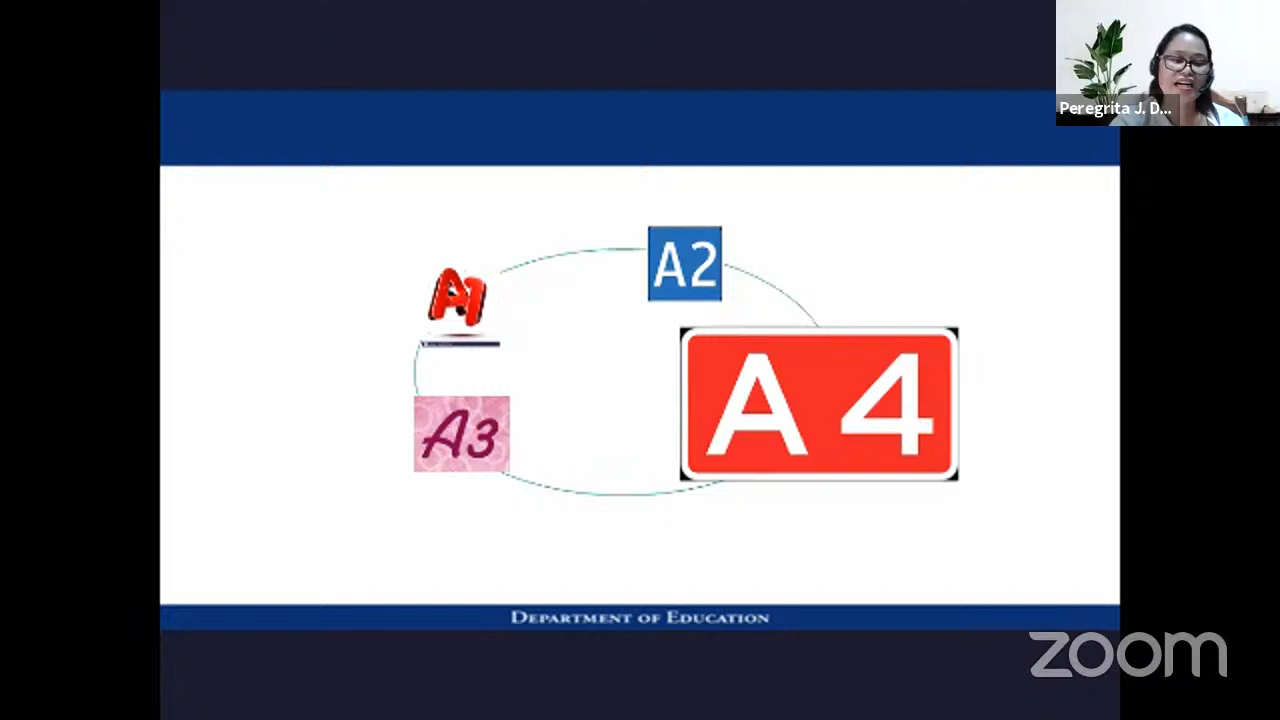 Peregrita J. D...
A2
A1
A 4
A3
DEPARTMENT OF EDUCATION
zoom